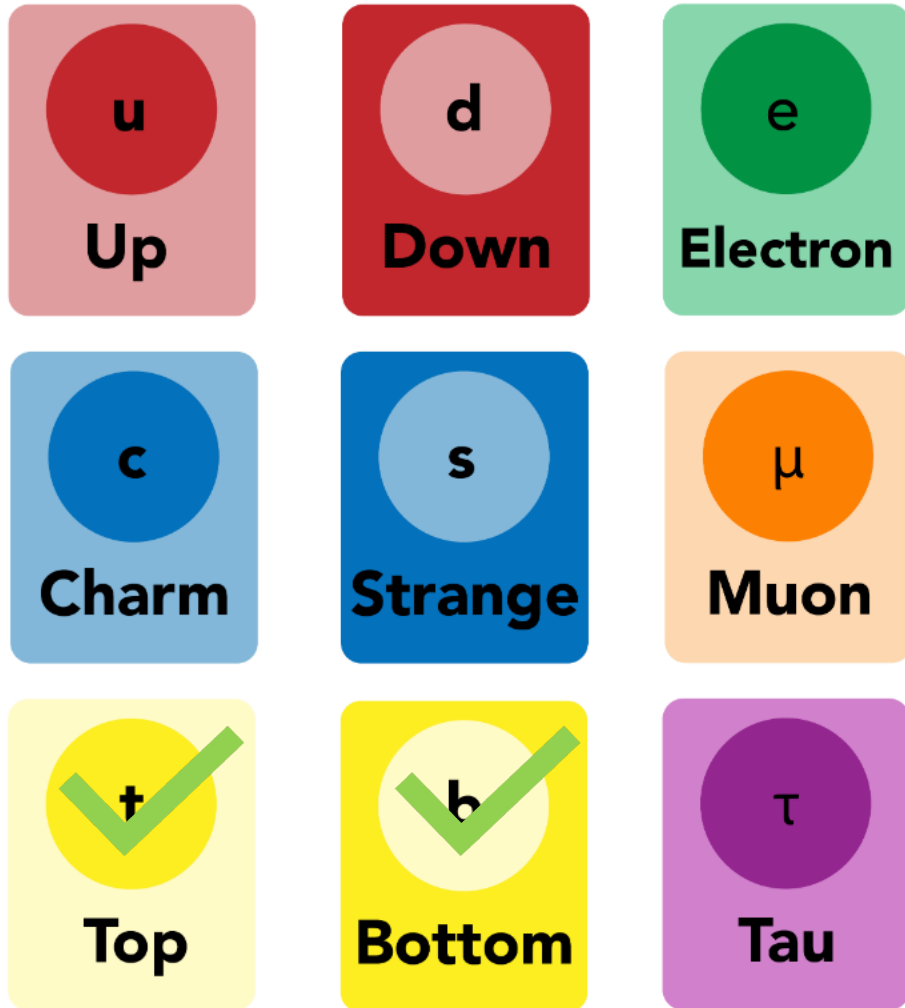 u d e
Up Down Electron
c s μ
Charm Strange Muon
t b τ
Top Bottom Tau